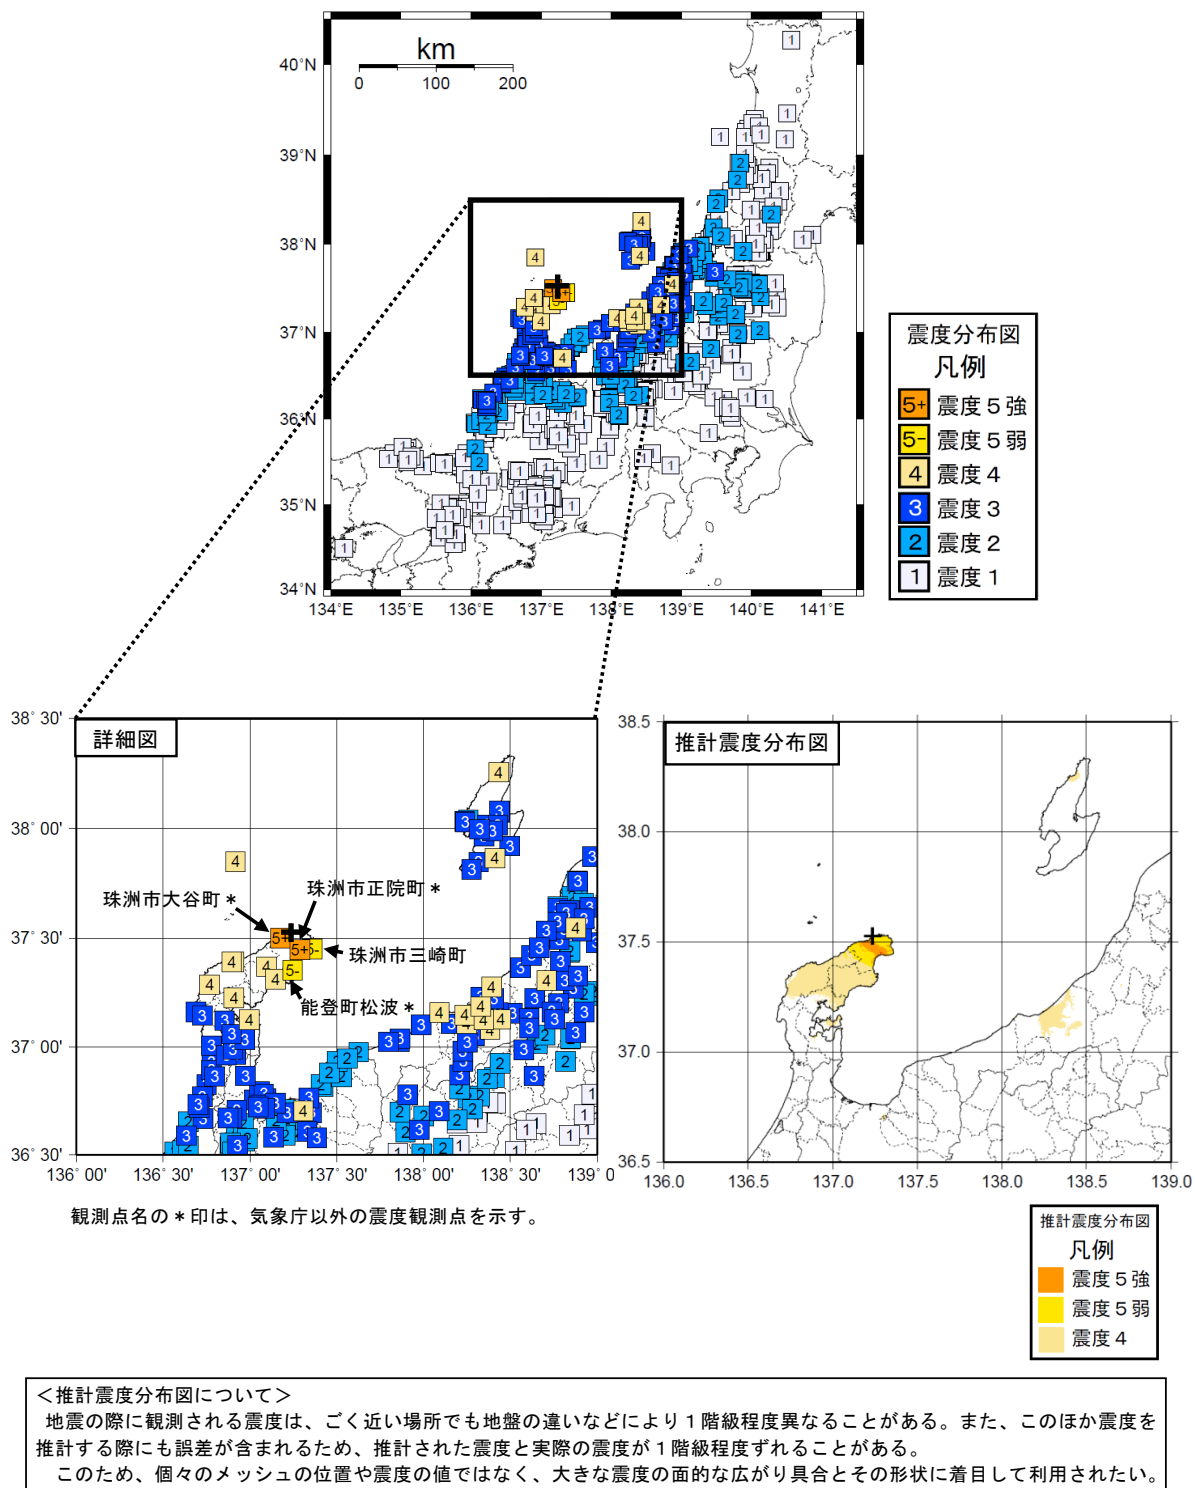 km
0 100 200
40°N
39°N
38°N
37°N
36°N
35°N
34°N
134°E 135°E 136°E 137°E 138°E 139°E 140°E 141°E
震度分布図
凡例
5+ 震度５強
5- 震度５弱
4 震度４
3 震度３
2 震度２
1 震度１
詳細図
38° 30'
38° 00'
37° 30'
37° 00'
36° 30'
136° 00' 136° 30' 137° 00' 137° 30' 138° 00' 138° 30' 139° 0
珠洲市大谷町＊
珠洲市正院町＊
珠洲市三崎町
能登町松波＊
観測点名の＊印は、気象庁以外の震度観測点を示す。
推計震度分布図
38.5
38.0
37.5
37.0
36.5
136.0 136.5 137.0 137.5 138.0 138.5 139.0
推計震度分布図
凡例
震度５強
震度５弱
震度４
＜推計震度分布図について＞
地震の際に観測される震度は、ごく近い場所でも地盤の違いなどにより１階級程度異なることがある。また、このほか震度を
推計する際にも誤差が含まれるため、推計された震度と実際の震度が１階級程度ずれることがある。
このため、個々のメッシュの位置や震度の値ではなく、大きな震度の面的な広がり具合とその形状に着目して利用されたい。